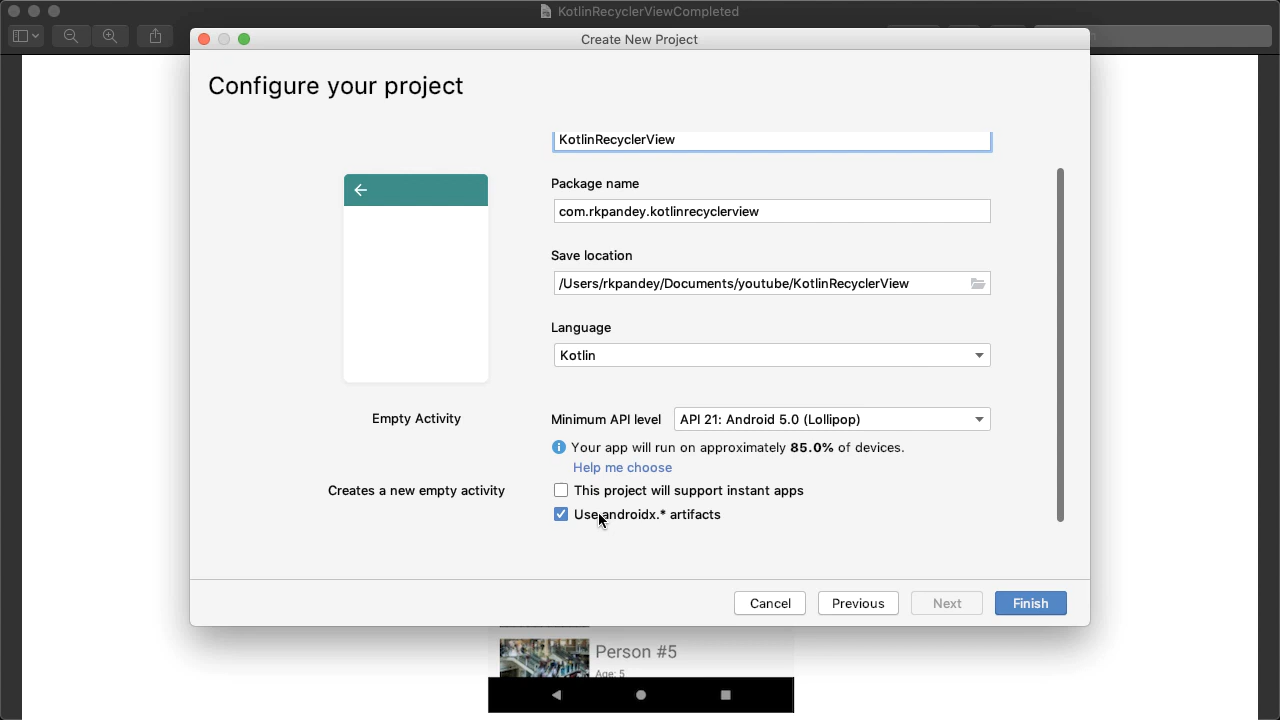 KotlinRecyclerViewCompleted
Create New Project
Configure your project
KotlinRecyclerView
Package name
com.rkpandey.kotlinrecyclerview
Save location
/Users/rkpandey/Documents/youtube/KotlinRecyclerView
Language
Kotlin
Empty Activity
Minimum API level
API 21: Android 5.0 (Lollipop)
Your app will run on approximately 85.0% of devices.
Help me choose
Creates a new empty activity
This project will support instant apps
Use androidx.* artifacts
Cancel
Previous
Next
Finish
Person #5
Age: 5